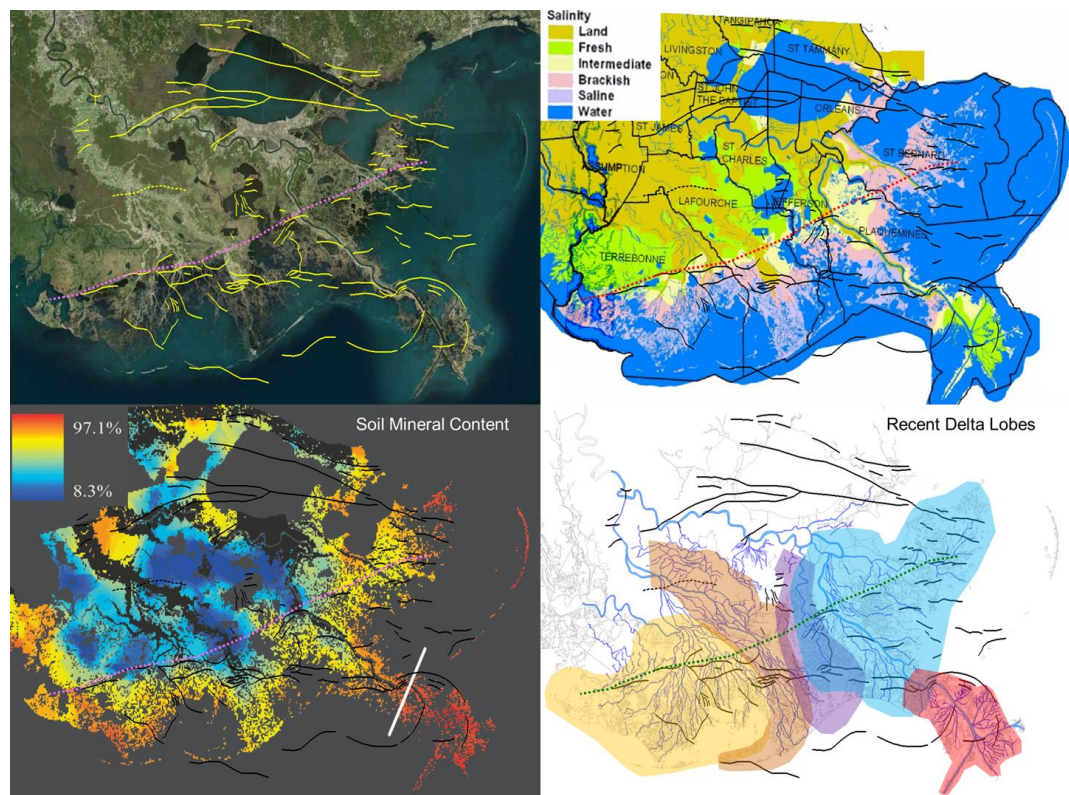 Salinity
Land
Fresh
Intermediate
Brackish
Saline
Water
TANGIPAHOA
LIVINGSTON
ST TAMMANY
ON
ST JOHN
THE BAPTIST
ORLEANS
ST JAMES
ST
CHARLES
ST BERNARD
ASSUMPTION
LAFOURCHE
JEFFERSON
PLAQUEMINES
TERREBONNE
Soil Mineral Content
97.1%
8.3%
Recent Delta Lobes